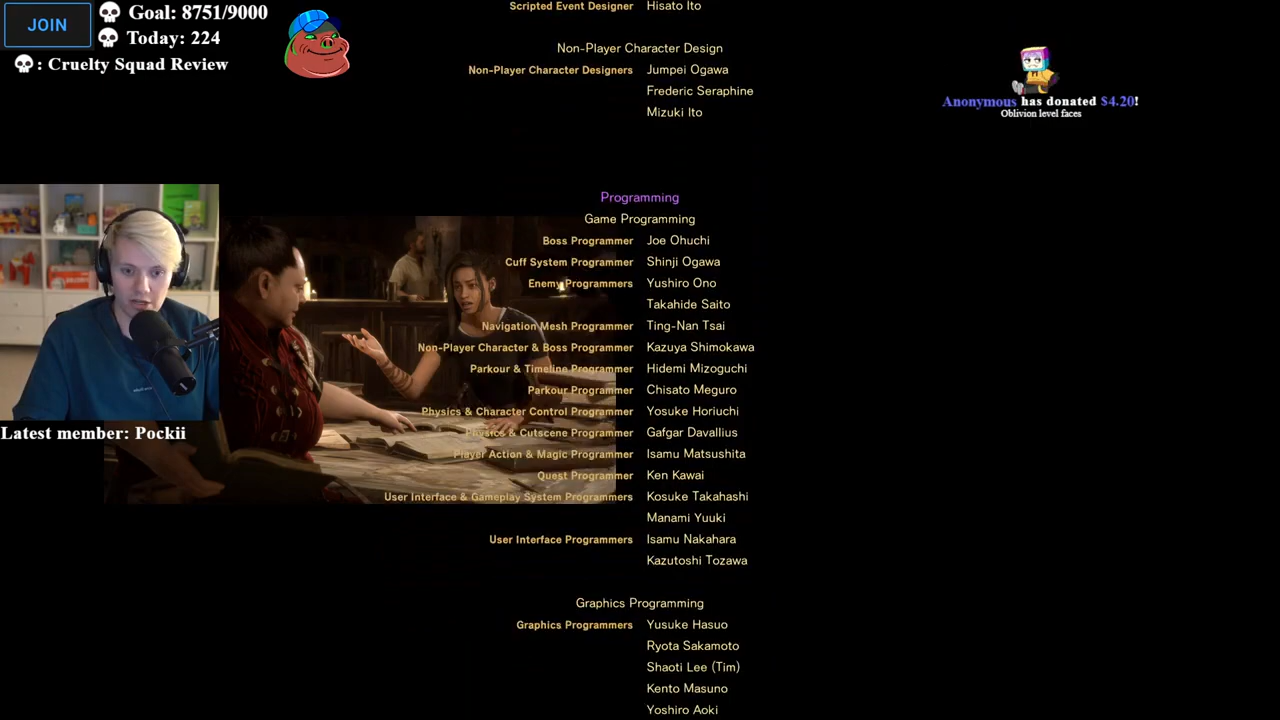 JOIN
Goal: 8751/9000
Today: 224
: Cruelty Squad Review
Scripted Event Designer Hisato Ito
Non-Player Character Design
Non-Player Character Designers Jumpei Ogawa
Frederic Seraphine
Mizuki Ito
Anonymous has donated $4.20!
Oblivion level faces
Programming
Game Programming
Boss Programmer Joe Ohuchi
Cuff System Programmer Shinji Ogawa
Enemy Programmers Yushiro Ono
Takahide Saito
Navigation Mesh Programmer Ting-Nan Tsai
Non-Player Character & Boss Programmer Kazuya Shimokawa
Parkour & Timeline Programmer Hidemi Mizoguchi
Parkour Programmer Chisato Meguro
Physics & Character Control Programmer Yosuke Horiuchi
Physics & Cutscene Programmer Gafgar Davallius
Player Action & Magic Programmer Isamu Matsushita
Quest Programmer Ken Kawai
User Interface & Gameplay System Programmers Kosuke Takahashi
Manami Yuuki
User Interface Programmers Isamu Nakahara
Kazutoshi Tozawa
Latest member: Pockii
Graphics Programming
Graphics Programmers Yusuke Hasuo
Ryota Sakamoto
Shaoti Lee (Tim)
Kento Masuno
Yoshiro Aoki